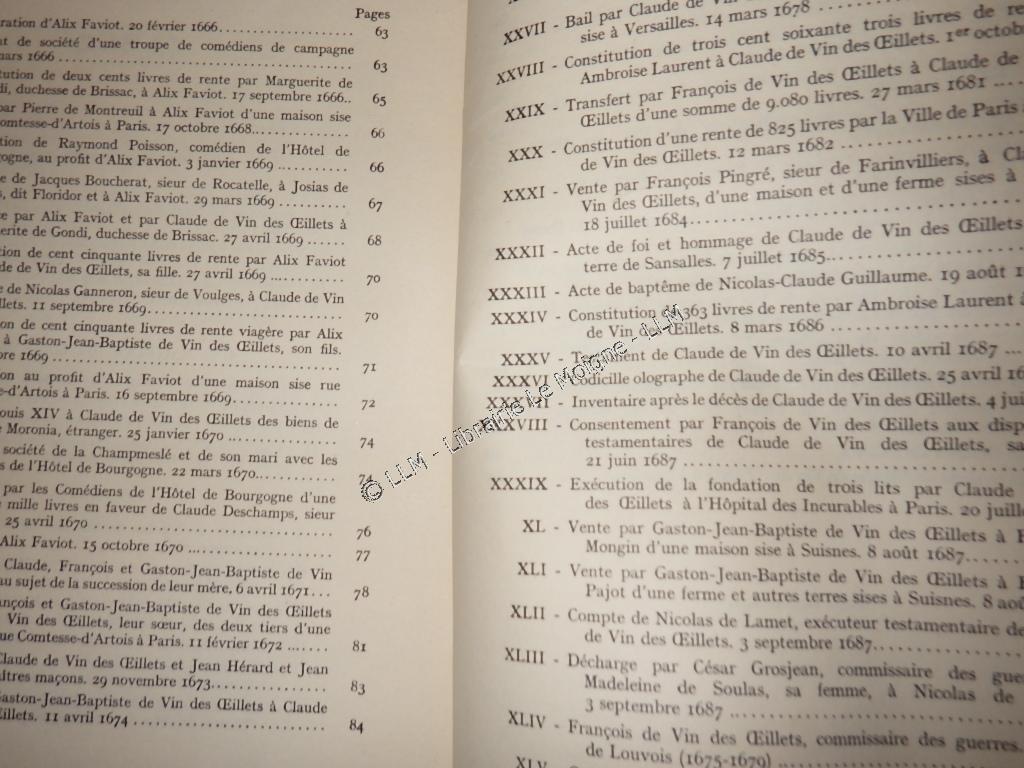 Pages
ration d'Alix Faviot. 20 février 1666 63
t de société d'une troupe de comédiens de campagne
mars 1666 63
tution de deux cents livres de rente par Marguerite de
di, duchesse de Brissac, à Alix Faviot. 17 septembre 1666.. 65
par Pierre de Montreuil à Alix Faviot d'une maison sise
Comtesse-d'Artois à Paris. 17 octobre 1668 66
tion de Raymond Poisson, comédien de l'Hôtel de
ogne, au profit d'Alix Faviot. 3 janvier 1669 66
e de Jacques Boucherat, sieur de Rocatelle, à Josias de
s, dit Floridor et à Alix Faviot. 29 mars 1669 67
e par Alix Faviot et par Claude de Vin des Œillets à
erite de Gondi, duchesse de Brissac. 27 avril 1669 68
tion de cent cinquante livres de rente par Alix Faviot
de de Vin des Œillets, sa fille. 27 avril 1669 70
e de Nicolas Ganneron, sieur de Voulges, à Claude de Vin
llets. 11 septembre 1669 70
on de cent cinquante livres de rente viagère par Alix
à Gaston-Jean-Baptiste de Vin des Œillets, son fils.
bre 1669 71
on au profit d'Alix Faviot d'une maison sise rue
e-d'Artois à Paris. 16 septembre 1669 72
ouis XIV à Claude de Vin des Œillets des biens de
Moronia, étranger. 25 janvier 1670 74
société de la Champmeslé et de son mari avec les
s de l'Hôtel de Bourgogne. 22 mars 1670 74
par les Comédiens de l'Hôtel de Bourgogne d'une
mille livres en faveur de Claude Deschamps, sieur
25 avril 1670 76
Alix Faviot. 15 octobre 1670 77
Claude, François et Gaston-Jean-Baptiste de Vin
au sujet de la succession de leur mère. 6 avril 1671 78
nçois et Gaston-Jean-Baptiste de Vin des Œillets
Vin des Œillets, leur sœur, des deux tiers d'une
ue Comtesse-d'Artois à Paris. 11 février 1672 81
Claude de Vin des Œillets et Jean Hérard et Jean
aîtres maçons. 29 novembre 1673 83
Gaston-Jean-Baptiste de Vin des Œillets à Claude
illets. 11 avril 1674 84
XXVII - Bail par Claude de Vin
sise à Versailles. 14 mars 1678
XXVIII - Constitution de trois cent soixante trois livres de re
Ambroise Laurent à Claude de Vin des Œillets. 1er octob
XXIX - Transfert par François de Vin des Œillets à Claude de
Œillets d'une somme de 9.080 livres. 27 mars 1681
XXX - Constitution d'une rente de 825 livres par la Ville de Paris
de Vin des Œillets. 12 mars 1682
XXXI - Vente par François Pingré, sieur de Farinvilliers, à Cl
Vin des Œillets, d'une maison et d'une ferme sises à
18 juillet 1684
XXXII - Acte de foi et hommage de Claude de Vin des Œillets
terre de Sansalles. 7 juillet 1685
XXXIII - Acte de baptême de Nicolas-Claude Guillaume. 19 août 1
XXXIV - Constitution de 363 livres de rente par Ambroise Laurent à
de Vin des Œillets. 8 mars 1686
XXXV - Testament de Claude de Vin des Œillets. 10 avril 1687
XXXVI - Codicille olographe de Claude de Vin des Œillets. 25 avril 16
XXXVII - Inventaire après le décès de Claude de Vin des Œillets. 4 jui
XXXVIII - Consentement par François de Vin des Œillets aux disp
testamentaires de Claude de Vin des Œillets, sa
21 juin 1687
XXXIX - Exécution de la fondation de trois lits par Claude
des Œillets à l'Hôpital des Incurables à Paris. 20 juille
XL - Vente par Gaston-Jean-Baptiste de Vin des Œillets à
Mongin d'une maison sise à Suisnes. 8 août 1687
XLI - Vente par Gaston-Jean-Baptiste de Vin des Œillets à
Pajot d'une ferme et autres terres sises à Suisnes. 8 aoû
XLII - Compte de Nicolas de Lamet, exécuteur testamentaire de
de Vin des Œillets. 3 septembre 1687
XLIII - Décharge par César Grosjean, commissaire des gue
Madeleine de Soulas, sa femme, à Nicolas de
3 septembre 1687
XLIV - François de Vin des Œillets, commissaire des guerres.
de Louvois (1675-1679)
XLV
© LLM - Librairie Le Moigne - LLM